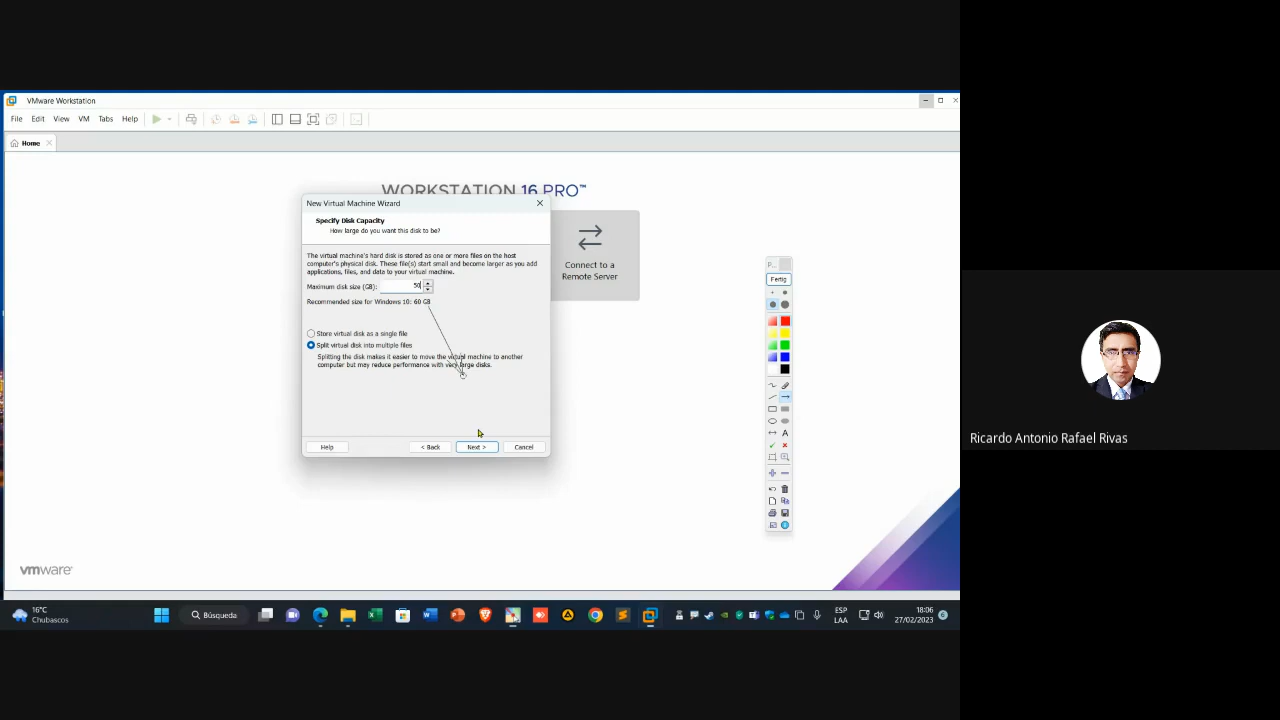 VMware Workstation
File Edit View VM Tabs Help
Home
WORKSTATION 16 PRO™
New Virtual Machine Wizard
Specify Disk Capacity
How large do you want this disk to be?
The virtual machine's hard disk is stored as one or more files on the host
computer's physical disk. These file(s) start small and become larger as you add
applications, files, and data to your virtual machine.
Maximum disk size (GB): 50
Recommended size for Windows 10: 60 GB
Store virtual disk as a single file
Split virtual disk into multiple files
Splitting the disk makes it easier to move the virtual machine to another
computer but may reduce performance with very large disks.
Help < Back Next > Cancel
Connect to a
Remote Server
P...
Fertig
A
Ricardo Antonio Rafael Rivas
vmware
16°C
Chubascos
Búsqueda
ESP
LAA
18:06
27/02/2023